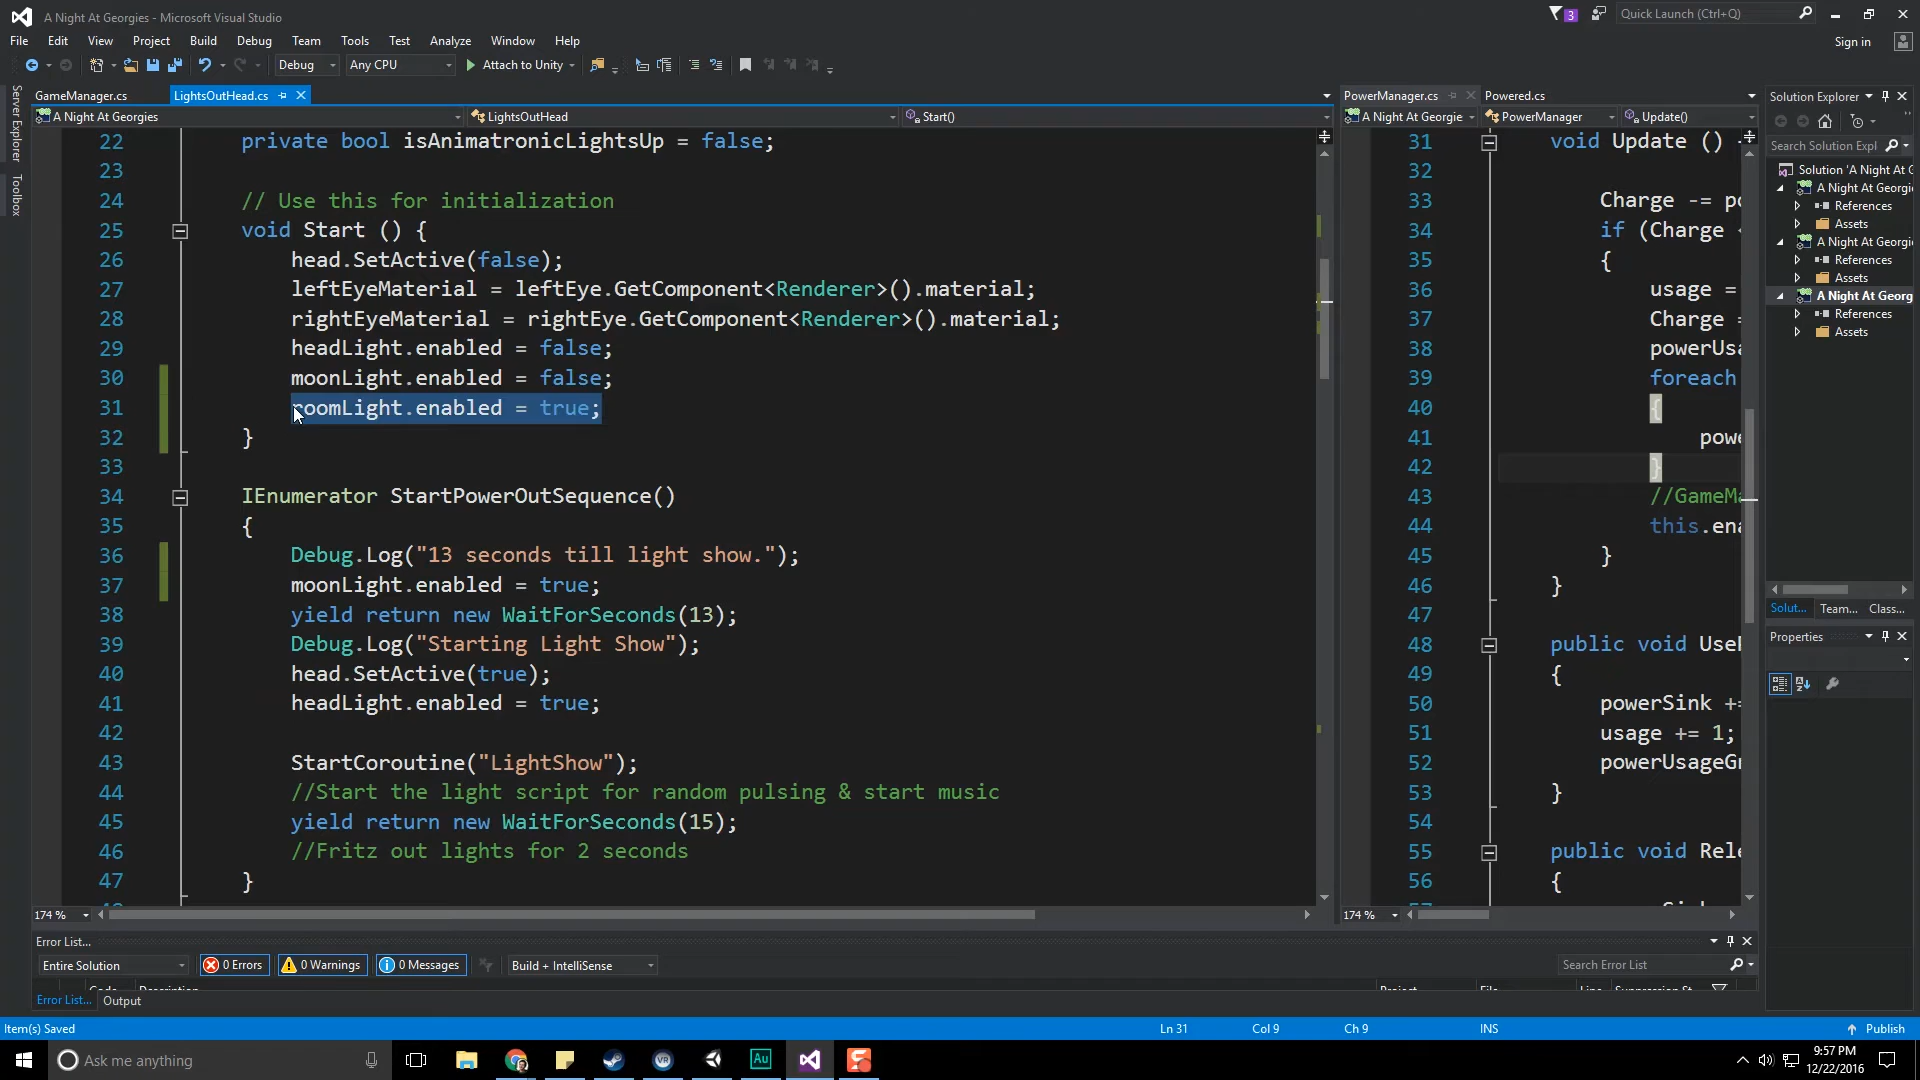 A Night At Georgies - Microsoft Visual Studio
3
Quick Launch (Ctrl+Q)
File Edit View Project Build Debug Team Tools Test Analyze Window Help
Sign in
Debug Any CPU Attach to Unity
Server Explorer
Toolbox
GameManager.cs LightsOutHead.cs
A Night At Georgies LightsOutHead Start()
22 private bool isAnimatronicLightsUp = false;
23
24 // Use this for initialization
25 void Start () {
26 head.SetActive(false);
27 leftEyeMaterial = leftEye.GetComponent<Renderer>().material;
28 rightEyeMaterial = rightEye.GetComponent<Renderer>().material;
29 headLight.enabled = false;
30 moonLight.enabled = false;
31 roomLight.enabled = true;
32 }
33
34 IEnumerator StartPowerOutSequence()
35 {
36 Debug.Log("13 seconds till light show.");
37 moonLight.enabled = true;
38 yield return new WaitForSeconds(13);
39 Debug.Log("Starting Light Show");
40 head.SetActive(true);
41 headLight.enabled = true;
42
43 StartCoroutine("LightShow");
44 //Start the light script for random pulsing & start music
45 yield return new WaitForSeconds(15);
46 //Fritz out lights for 2 seconds
47 }
174 %
PowerManager.cs Powered.cs
A Night At Georgie PowerManager Update()
31 void Update ()
32
33 Charge -= po
34 if (Charge
35 {
36 usage =
37 Charge =
38 powerUsa
39 foreach
40 {
41 powe
42 }
43 //GameMa
44 this.ena
45 }
46 }
47
48 public void UseP
49 {
50 powerSink +=
51 usage += 1;
52 powerUsageGr
53 }
54
55 public void Rele
56 {
174 %
Solution Explorer
Search Solution Expl
Solution 'A Night At G
A Night At Georgi
References
Assets
A Night At Georgi
References
Assets
A Night At Georg
References
Assets
Solut... Team... Class...
Properties
Error List...
Entire Solution 0 Errors 0 Warnings 0 Messages Build + IntelliSense Search Error List
Code Description Project File Line Suppression St
Error List... Output
Item(s) Saved Ln 31 Col 9 Ch 9 INS Publish
Ask me anything
VR
Au
9:57 PM
12/22/2016